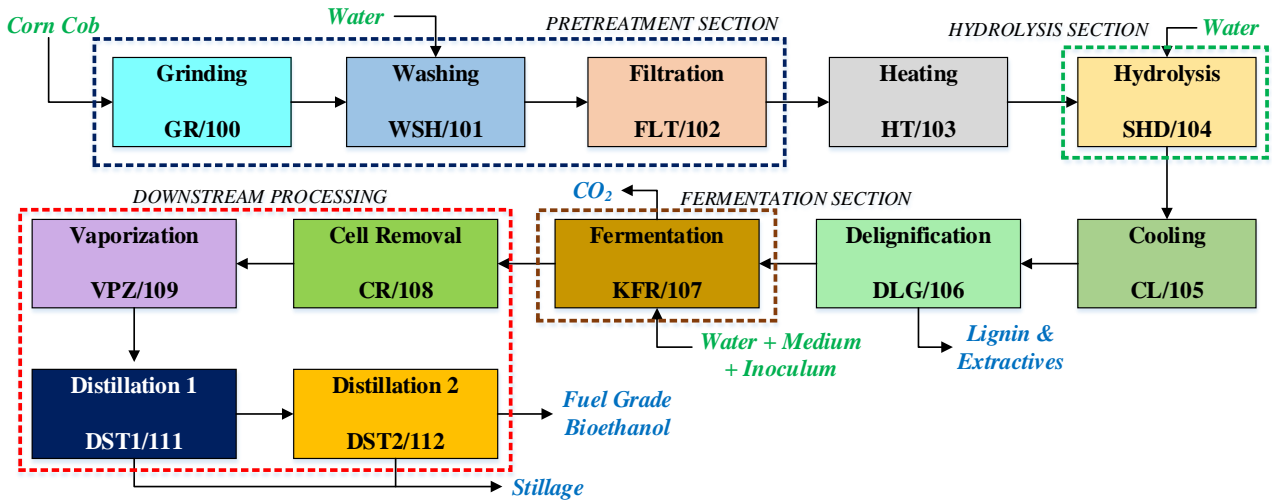 Corn Cob
Water
PRETREATMENT SECTION
HYDROLYSIS SECTION
Water
Grinding
GR/100
Washing
WSH/101
Filtration
FLT/102
Heating
HT/103
Hydrolysis
SHD/104
DOWNSTREAM PROCESSING
CO2
FERMENTATION SECTION
Vaporization
VPZ/109
Cell Removal
CR/108
Fermentation
KFR/107
Delignification
DLG/106
Cooling
CL/105
Water + Medium
+ Inoculum
Lignin &
Extractives
Distillation 1
DST1/111
Distillation 2
DST2/112
Fuel Grade
Bioethanol
Stillage